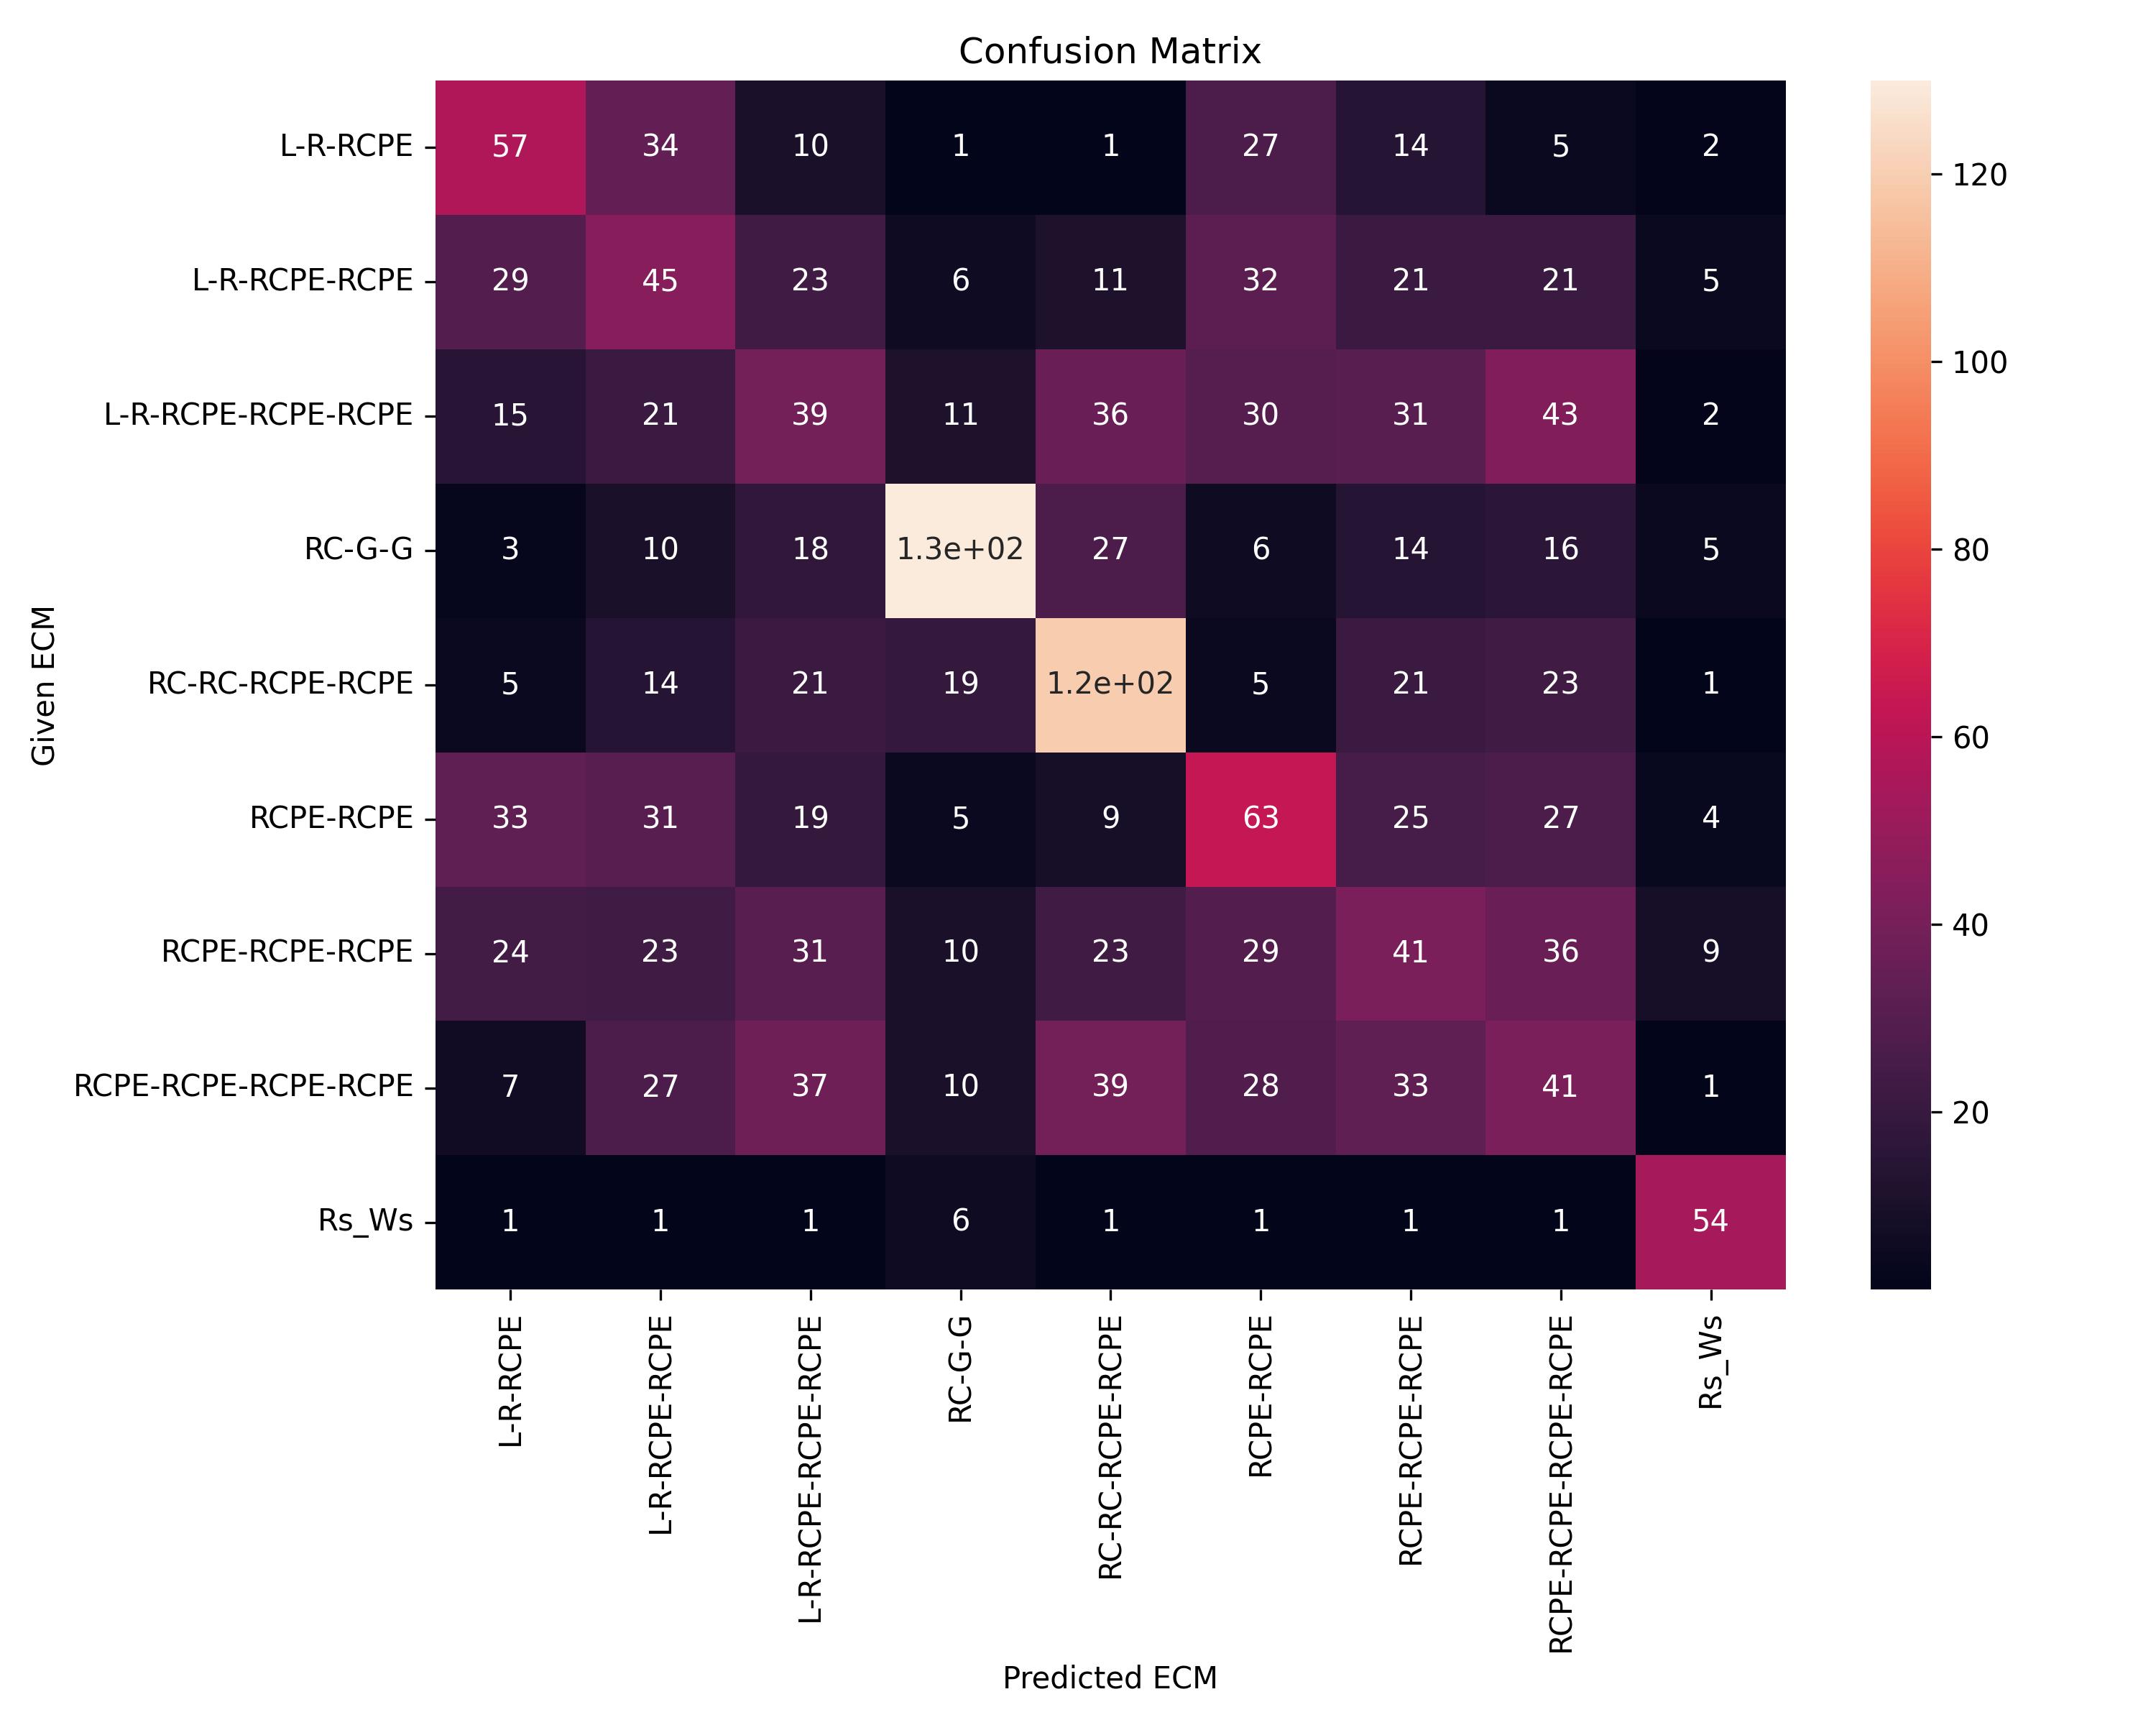 Confusion Matrix
L-R-RCPE 57 34 10 1 1 27 14 5 2
L-R-RCPE-RCPE 29 45 23 6 11 32 21 21 5
L-R-RCPE-RCPE-RCPE 15 21 39 11 36 30 31 43 2
RC-G-G 3 10 18 1.3e+02 27 6 14 16 5
RC-RC-RCPE-RCPE 5 14 21 19 1.2e+02 5 21 23 1
RCPE-RCPE 33 31 19 5 9 63 25 27 4
RCPE-RCPE-RCPE 24 23 31 10 23 29 41 36 9
RCPE-RCPE-RCPE-RCPE 7 27 37 10 39 28 33 41 1
Rs_Ws 1 1 1 6 1 1 1 1 54
Given ECM
L-R-RCPE
L-R-RCPE-RCPE
L-R-RCPE-RCPE-RCPE
RC-G-G
RC-RC-RCPE-RCPE
RCPE-RCPE
RCPE-RCPE-RCPE
RCPE-RCPE-RCPE-RCPE
Rs_Ws
Predicted ECM
120
100
80
60
40
20